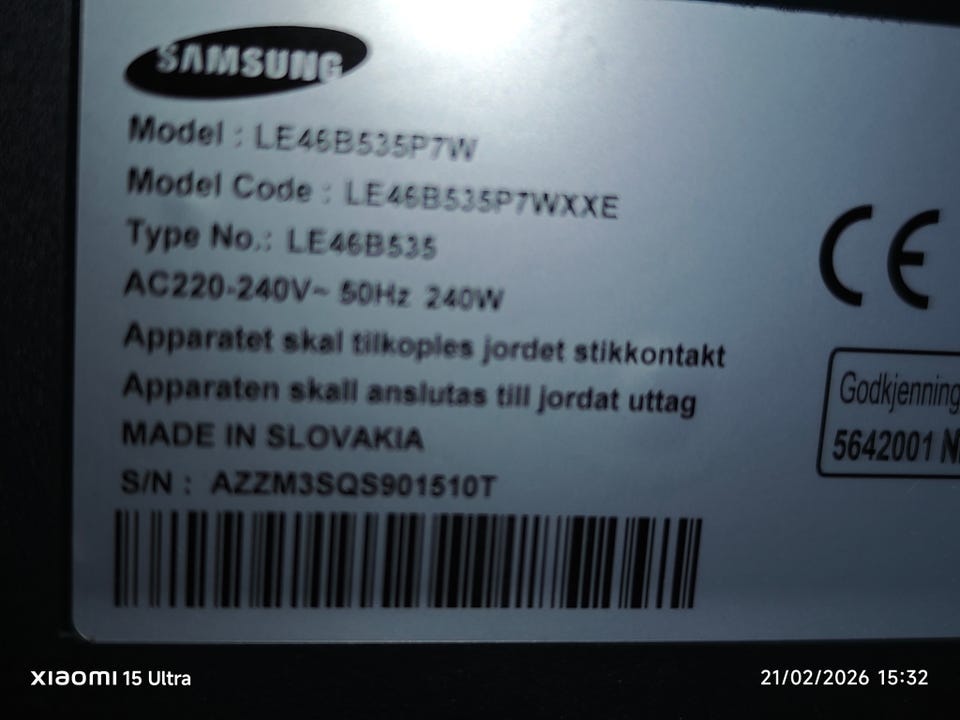 SAMSUNG
Model : LE46B535P7W
Model Code : LE46B535P7WXXE
Type No.: LE46B535
AC220-240V~ 50Hz 240W
Apparatet skal tilkoples jordet stikkontakt
Apparaten skall anslutas till jordat uttag
MADE IN SLOVAKIA
S/N : AZZM3SQS901510T
CE
Godkjenning
5642001 N
XIAOMI 15 Ultra
21/02/2026 15:32